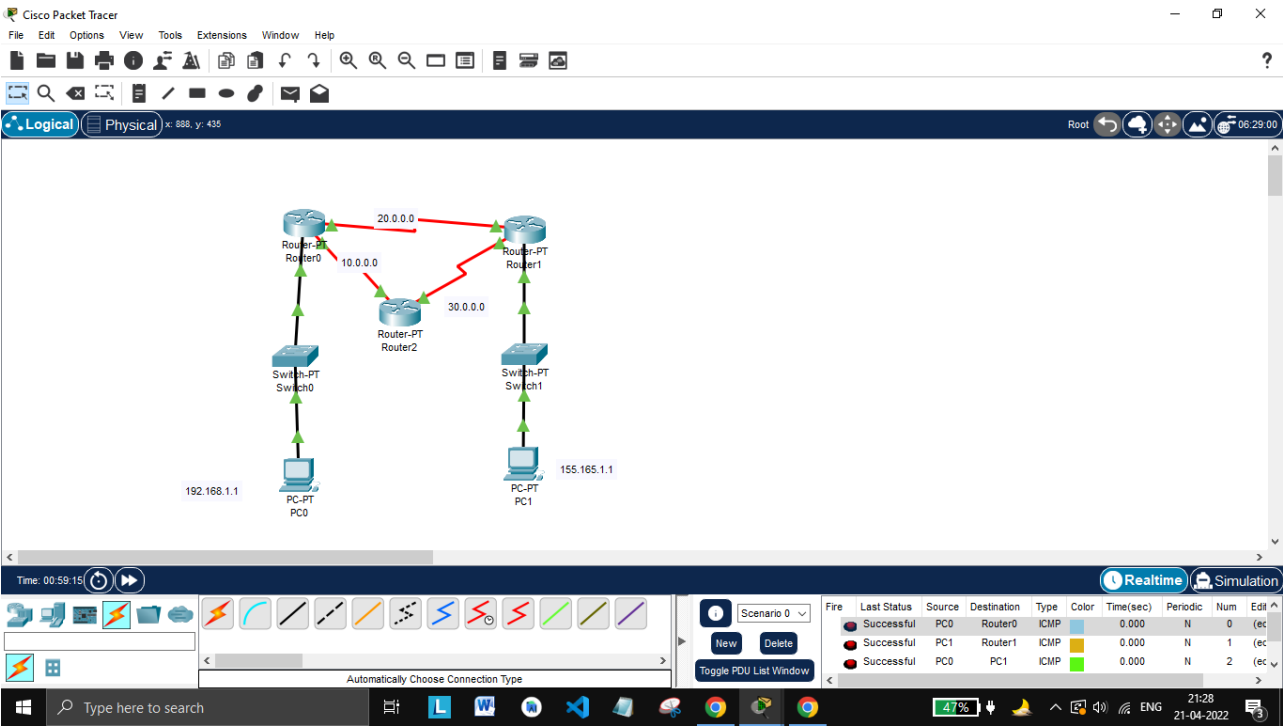 Cisco Packet Tracer
File Edit Options View Tools Extensions Window Help
Logical Physical x: 888, y: 435 Root 06:29:00
20.0.0.0
Router-PT
Router0
Router-PT
Router1
10.0.0.0
30.0.0.0
Router-PT
Router2
Switch-PT
Switch0
Switch-PT
Switch1
155.165.1.1
192.168.1.1
PC-PT
PC0
PC-PT
PC1
Time: 00:59:15 Realtime Simulation
Scenario 0
New Delete
Toggle PDU List Window
Fire Last Status Source Destination Type Color Time(sec) Periodic Num Edit
Successful PC0 Router0 ICMP 0.000 N 0 (ec
Successful PC1 Router1 ICMP 0.000 N 1 (ec
Successful PC0 PC1 ICMP 0.000 N 2 (ec
Automatically Choose Connection Type
Type here to search
L W 47% ENG
21:28
21-04-2022
3